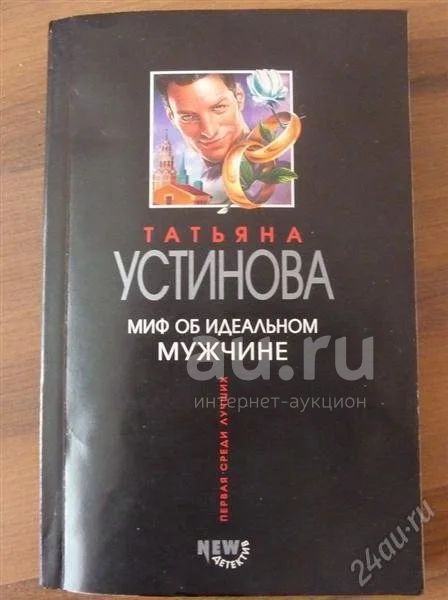 ТАТЬЯНА
УСТИНОВА
МИФ ОБ ИДЕАЛЬНОМ
МУЖЧИНЕ
au.ru
интернет-аукцион
ПЕРВАЯ·СРЕДИ ЛУЧШИХ
NEW
ДЕТЕКТИВ
24au.ru